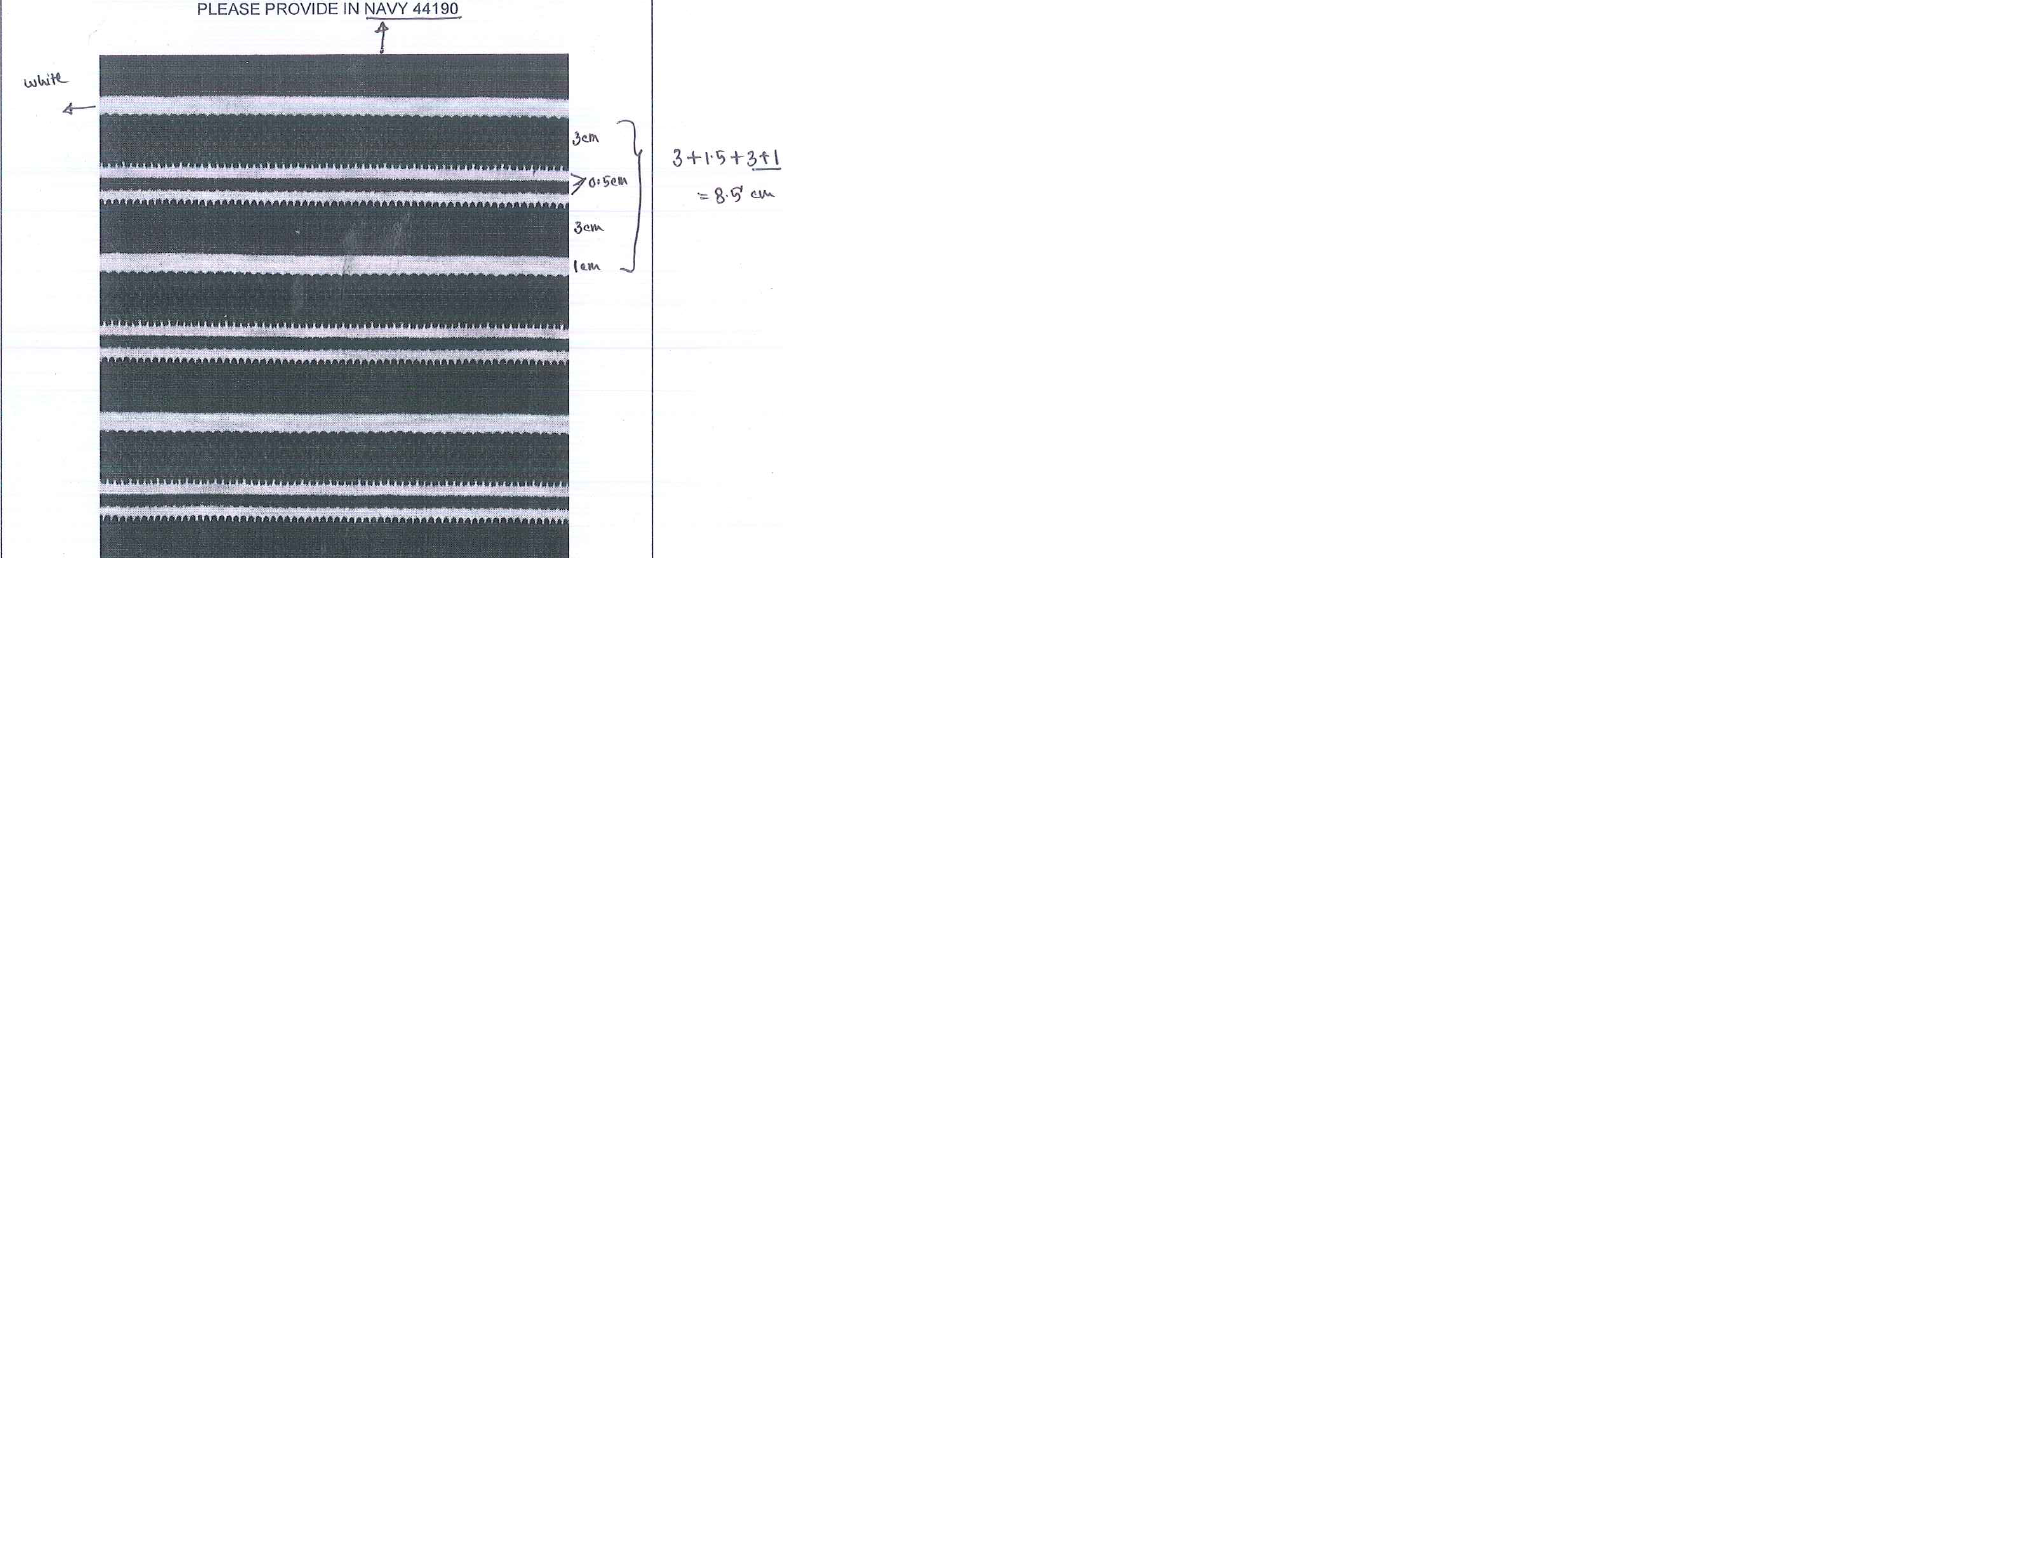 PLEASE PROVIDE IN NAVY 44190
white
3cm
0.5cm
3cm
1cm
3+1.5+3+1
= 8.5 cm